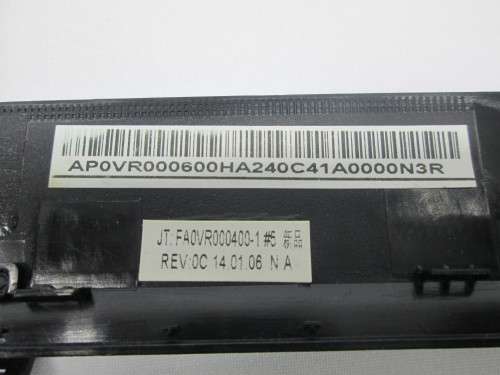 AP0VR000600HA240C41A0000N3R
JT: FA0VR000400-1 #5
REV:0C 14.01.06 N A